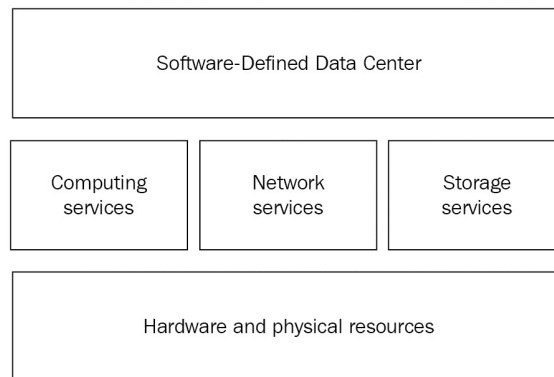 Software-Defined Data Center
Computing
services
Network
services
Storage
services
Hardware and physical resources